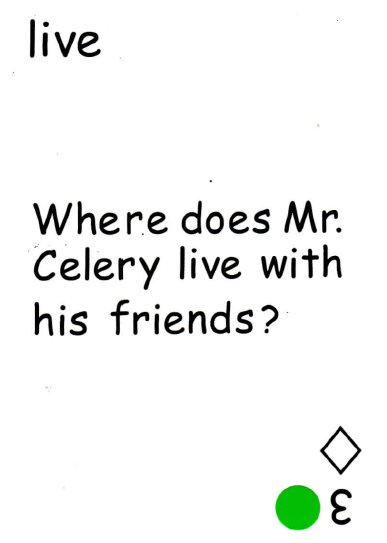 live
Where does Mr.
Celery live with
his friends?
3